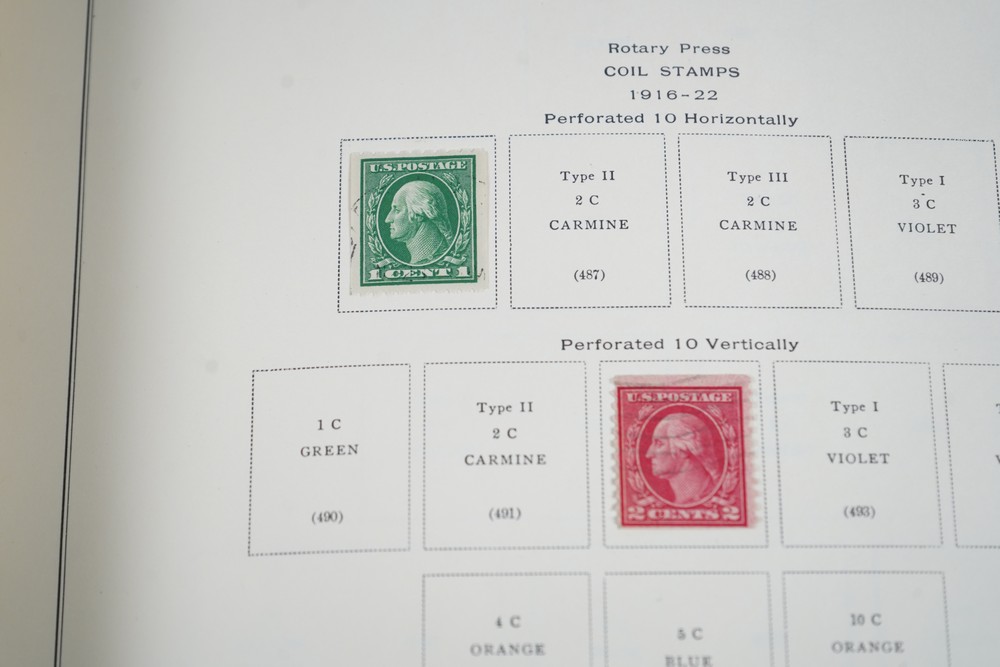 Rotary Press
COIL STAMPS
1916-22
Perforated 10 Horizontally
U.S.POSTAGE
1 CENT 1
Type II
2 C
CARMINE
(487)
Type III
2 C
CARMINE
(488)
Type I
3 C
VIOLET
(489)
Perforated 10 Vertically
1 C
GREEN
(490)
Type II
2 C
CARMINE
(491)
U.S.POSTAGE
2 CENTS 2
Type I
3 C
VIOLET
(493)
4 C
ORANGE
5 C
BLUE
10 C
ORANGE